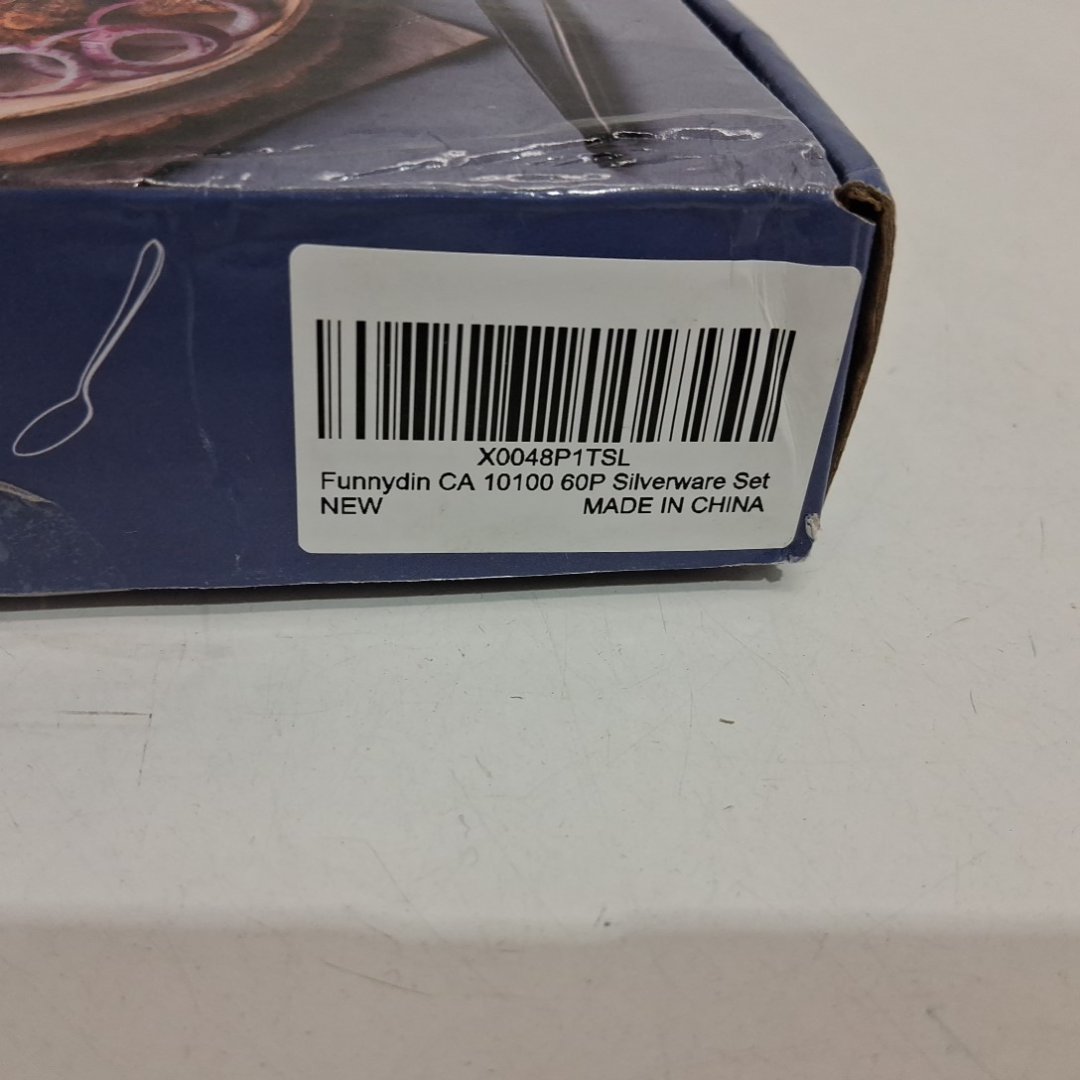 X0048P1TSL
Funnydin CA 10100 60P Silverware Set
NEW MADE IN CHINA